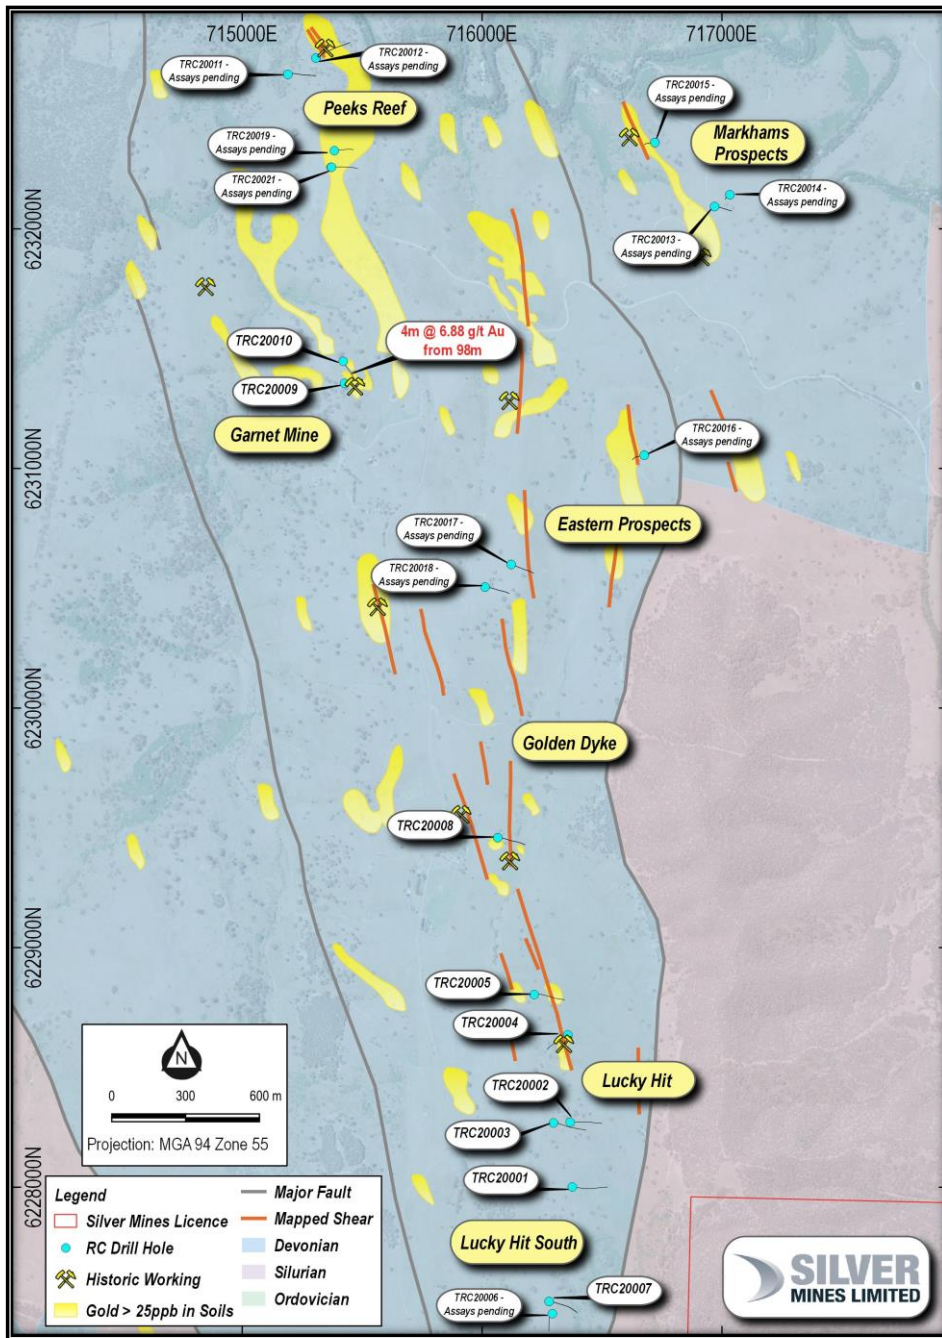 715000E
716000E
717000E
TRC20012 -
Assays pending
TRC20011 -
Assays pending
Peeks Reef
TRC20015 -
Assays pending
Markhams
Prospects
TRC20019 -
Assays pending
TRC20021 -
Assays pending
TRC20014 -
Assays pending
TRC20013 -
Assays pending
6232000N
4m @ 6.88 g/t Au
from 98m
TRC20010
TRC20009
Garnet Mine
TRC20016 -
Assays pending
6231000N
Eastern Prospects
TRC20017 -
Assays pending
TRC20018 -
Assays pending
6230000N
Golden Dyke
TRC20008
6229000N
TRC20005
TRC20004
Lucky Hit
TRC20002
TRC20003
TRC20001
6228000N
Lucky Hit South
TRC20007
TRC20006 -
Assays pending
N
0 300 600 m
Projection: MGA 94 Zone 55
Legend
Silver Mines Licence
RC Drill Hole
Historic Working
Gold > 25ppb in Soils
Major Fault
Mapped Shear
Devonian
Silurian
Ordovician
SILVER
MINES LIMITED